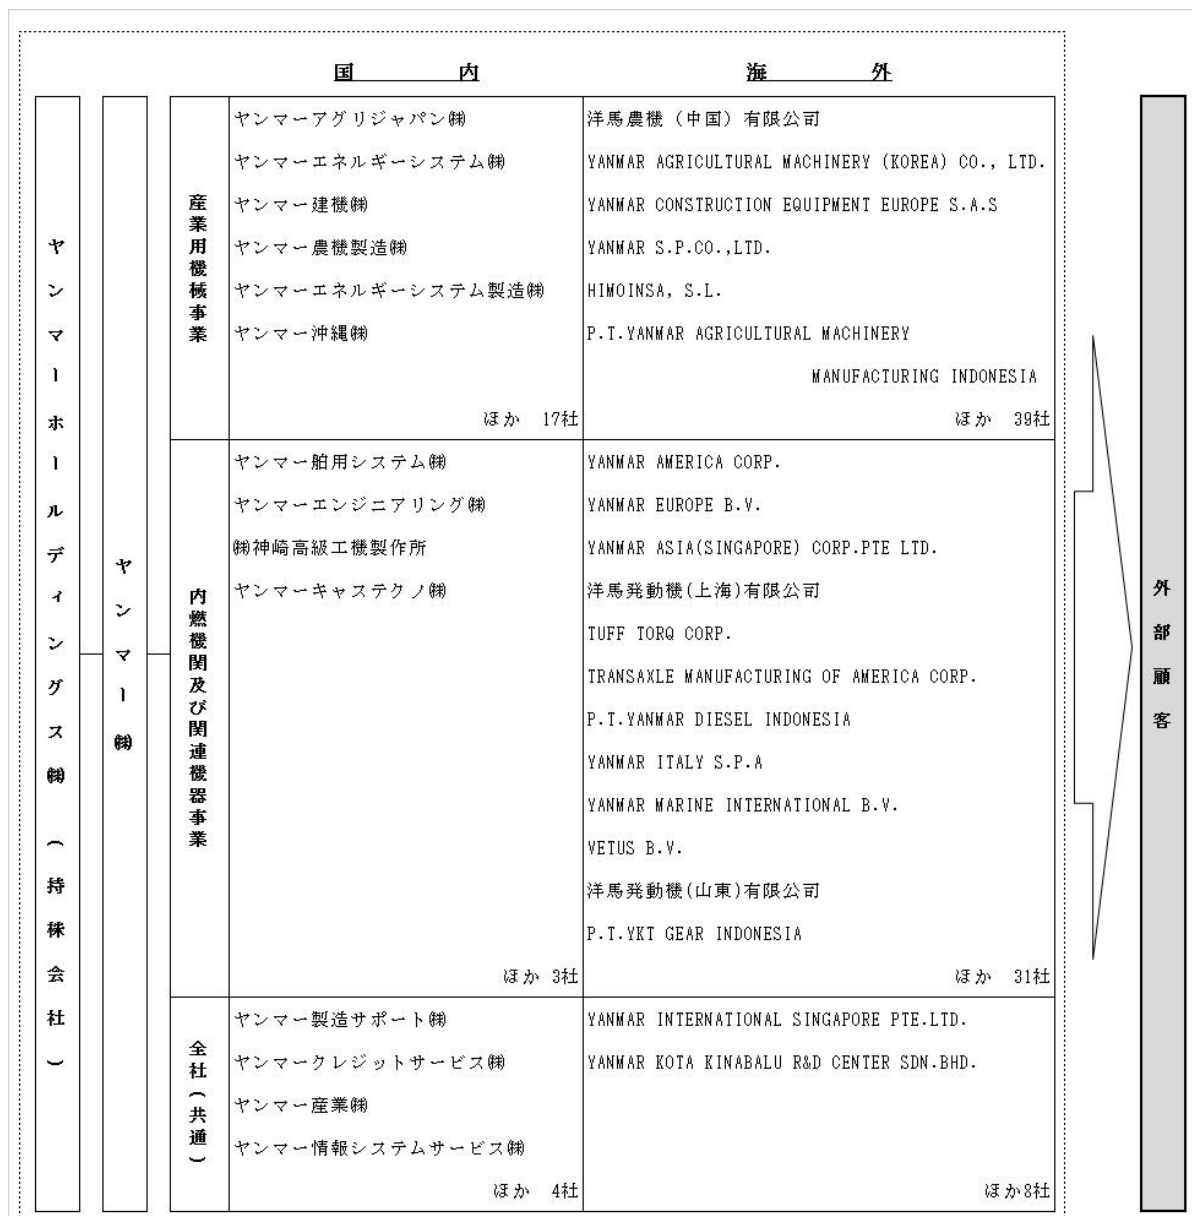 国 内
海 外
ヤンマーホールディングス㈱ (持株会社)
ヤンマー㈱
産業用機械事業
ヤンマーアグリジャパン㈱
ヤンマーエネルギーシステム㈱
ヤンマー建機㈱
ヤンマー農機製造㈱
ヤンマーエネルギーシステム製造㈱
ヤンマー沖縄㈱
ほか 17社
洋馬農機（中国）有限公司
YANMAR AGRICULTURAL MACHINERY (KOREA) CO., LTD.
YANMAR CONSTRUCTION EQUIPMENT EUROPE S.A.S
YANMAR S.P.CO.,LTD.
HIMOINSA, S.L.
P.T.YANMAR AGRICULTURAL MACHINERY
MANUFACTURING INDONESIA
ほか 39社
内燃機関及び関連機器事業
ヤンマー舶用システム㈱
ヤンマーエンジニアリング㈱
㈱神崎高級工機製作所
ヤンマーキャステクノ㈱
ほか 3社
YANMAR AMERICA CORP.
YANMAR EUROPE B.V.
YANMAR ASIA(SINGAPORE) CORP.PTE LTD.
洋馬発動機(上海)有限公司
TUFF TORQ CORP.
TRANSAXLE MANUFACTURING OF AMERICA CORP.
P.T.YANMAR DIESEL INDONESIA
YANMAR ITALY S.P.A
YANMAR MARINE INTERNATIONAL B.V.
VETUS B.V.
洋馬発動機(山東)有限公司
P.T.YKT GEAR INDONESIA
ほか 31社
全社(共通)
ヤンマー製造サポート㈱
ヤンマークレジットサービス㈱
ヤンマー産業㈱
ヤンマー情報システムサービス㈱
ほか 4社
YANMAR INTERNATIONAL SINGAPORE PTE.LTD.
YANMAR KOTA KINABALU R&D CENTER SDN.BHD.
ほか8社
外部顧客